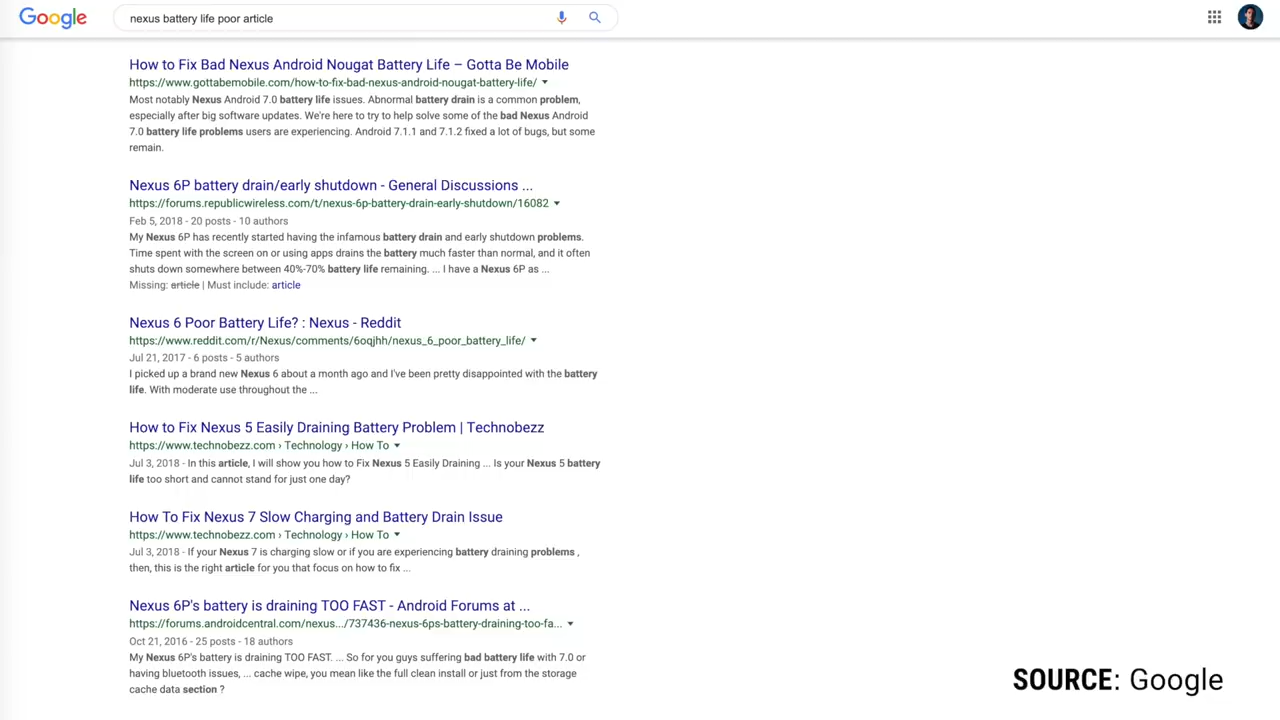 Google
nexus battery life poor article
How to Fix Bad Nexus Android Nougat Battery Life – Gotta Be Mobile
https://www.gottabemobile.com/how-to-fix-bad-nexus-android-nougat-battery-life/
Most notably Nexus Android 7.0 battery life issues. Abnormal battery drain is a common problem,
especially after big software updates. We're here to try to help solve some of the bad Nexus Android
7.0 battery life problems users are experiencing. Android 7.1.1 and 7.1.2 fixed a lot of bugs, but some
remain.
Nexus 6P battery drain/early shutdown - General Discussions ...
https://forums.republicwireless.com/t/nexus-6p-battery-drain-early-shutdown/16082
Feb 5, 2018 - 20 posts - 10 authors
My Nexus 6P has recently started having the infamous battery drain and early shutdown problems.
Time spent with the screen on or using apps drains the battery much faster than normal, and it often
shuts down somewhere between 40%-70% battery life remaining. ... I have a Nexus 6P as ...
Missing: article | Must include: article
Nexus 6 Poor Battery Life? : Nexus - Reddit
https://www.reddit.com/r/Nexus/comments/6oqjhh/nexus_6_poor_battery_life/
Jul 21, 2017 - 6 posts - 5 authors
I picked up a brand new Nexus 6 about a month ago and I've been pretty disappointed with the battery
life. With moderate use throughout the ...
How to Fix Nexus 5 Easily Draining Battery Problem | Technobezz
https://www.technobezz.com › Technology › How To
Jul 3, 2018 - In this article, I will show you how to Fix Nexus 5 Easily Draining ... Is your Nexus 5 battery
life too short and cannot stand for just one day?
How To Fix Nexus 7 Slow Charging and Battery Drain Issue
https://www.technobezz.com › Technology › How To
Jul 3, 2018 - If your Nexus 7 is charging slow or if you are experiencing battery draining problems ,
then, this is the right article for you that focus on how to fix ...
Nexus 6P's battery is draining TOO FAST - Android Forums at ...
https://forums.androidcentral.com/nexus.../737436-nexus-6ps-battery-draining-too-fa...
Oct 21, 2016 - 25 posts - 18 authors
My Nexus 6P's battery is draining TOO FAST. ... So for you guys suffering bad battery life with 7.0 or
having bluetooth issues, ... cache wipe, you mean like the full clean install or just from the storage
cache data section ?
SOURCE: Google